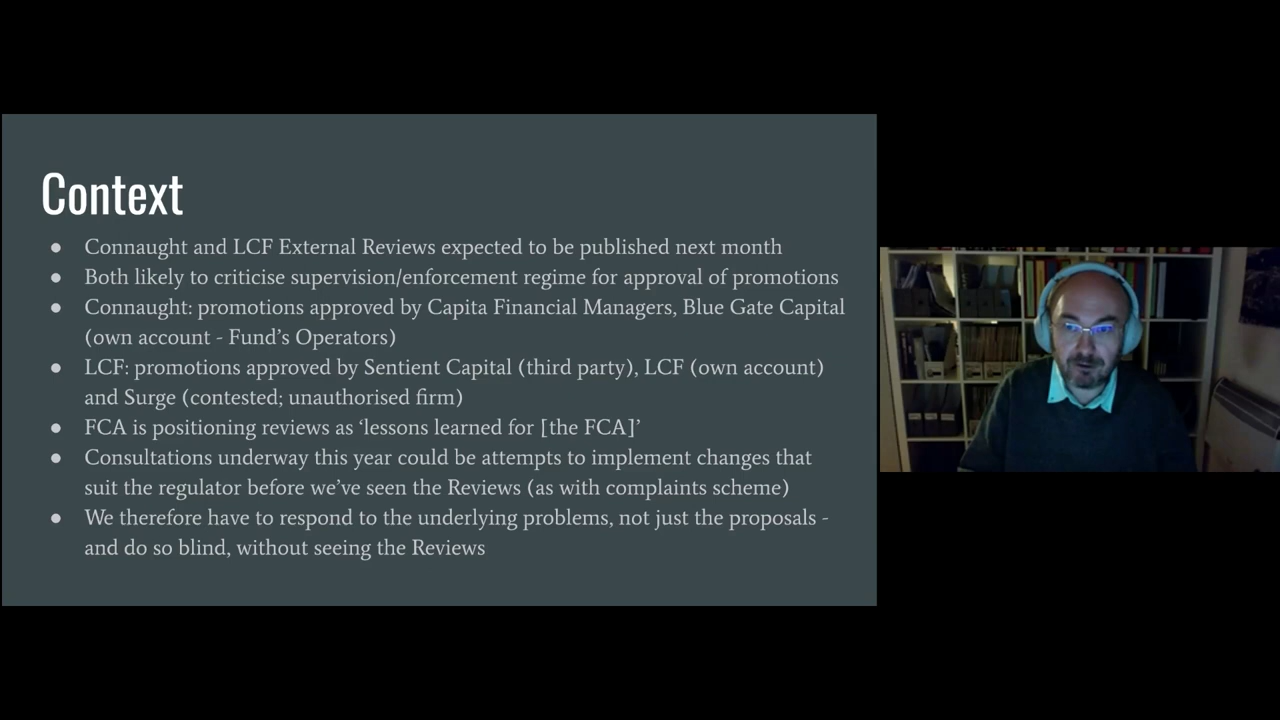 Context
● Connaught and LCF External Reviews expected to be published next month
● Both likely to criticise supervision/enforcement regime for approval of promotions
● Connaught: promotions approved by Capita Financial Managers, Blue Gate Capital
(own account - Fund's Operators)
● LCF: promotions approved by Sentient Capital (third party), LCF (own account)
and Surge (contested; unauthorised firm)
● FCA is positioning reviews as ‘lessons learned for [the FCA]’
● Consultations underway this year could be attempts to implement changes that
suit the regulator before we've seen the Reviews (as with complaints scheme)
● We therefore have to respond to the underlying problems, not just the proposals -
and do so blind, without seeing the Reviews